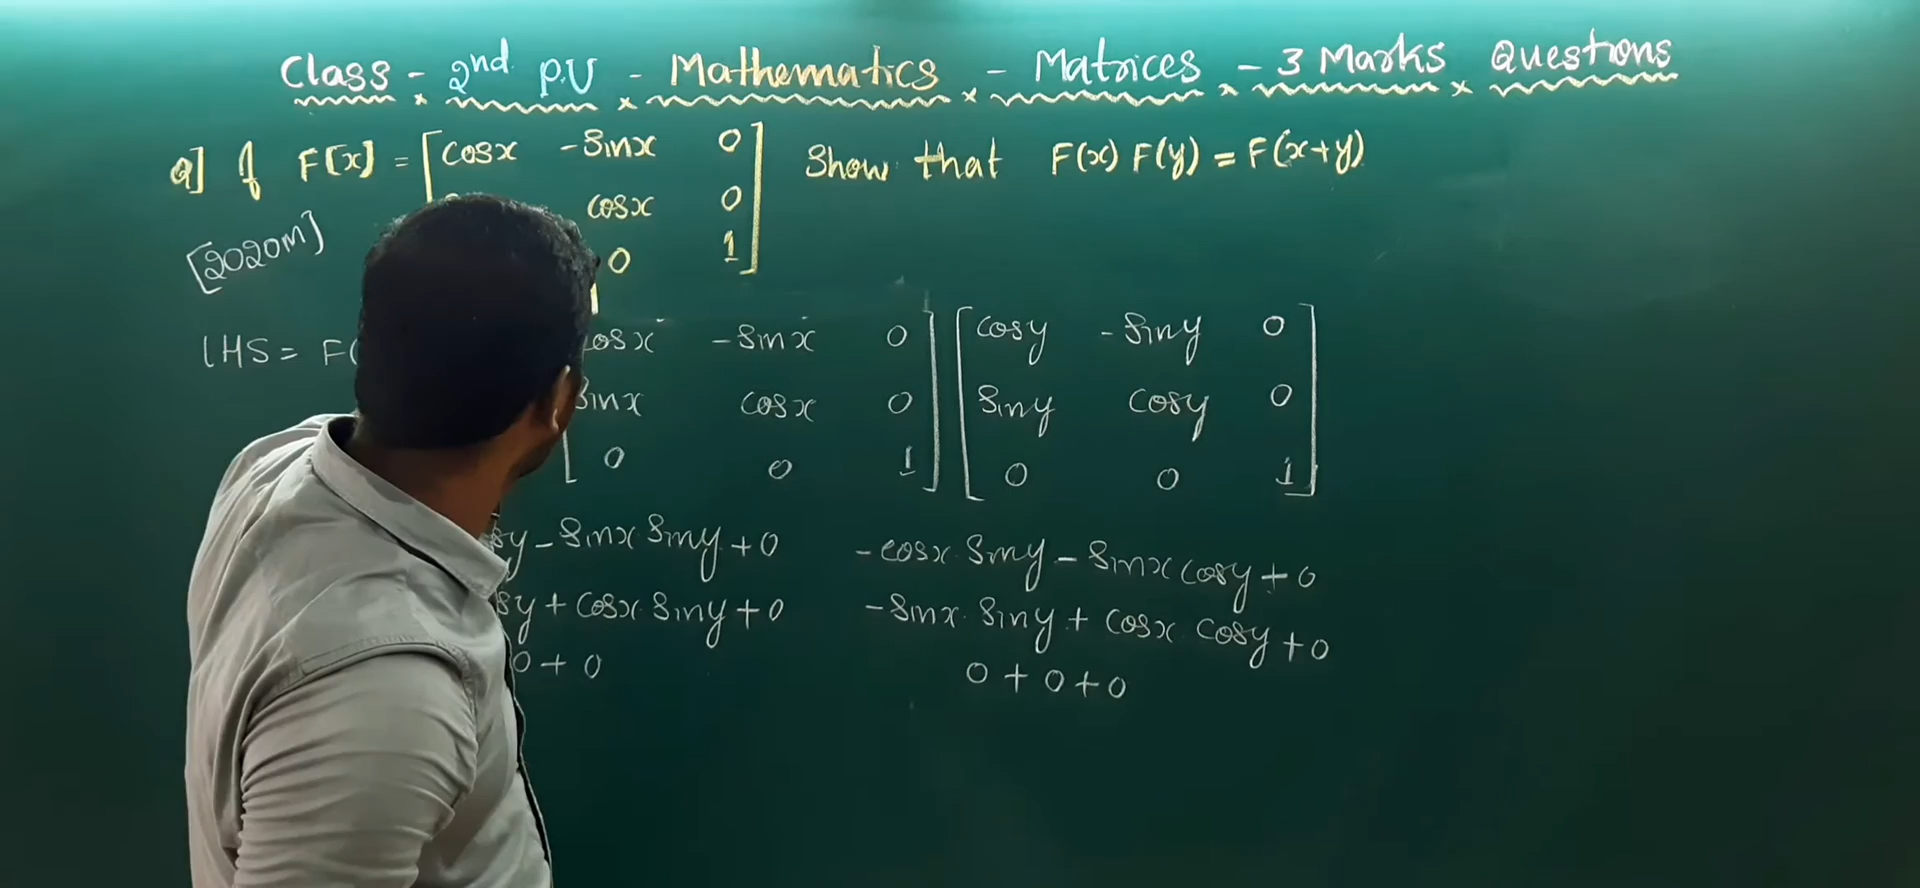 Class - 2nd P.U - Mathematics - Matrices - 3 Marks Questions
Q] If F[x] = [cosx -sinx 0] Show that F(x) F(y) = F(x+y)
cosx 0
0 1
[2020M]
LHS = F( cosx -sinx 0] [cosy -siny 0]
sinx cosx 0 siny cosy 0
0 0 1 0 0 1
sy - sinx siny + 0 -cosx. siny - sinx cosy + 0
sy + cosx. siny + 0 -sinx. siny + cosx. cosy + 0
0 + 0 0 + 0 + 0